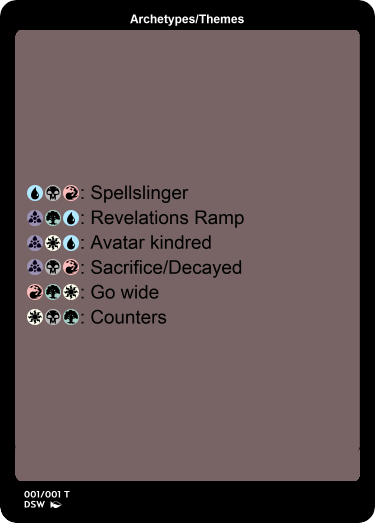 Archetypes/Themes
: Spellslinger
: Revelations Ramp
: Avatar kindred
: Sacrifice/Decayed
: Go wide
: Counters
001/001 T
DSW